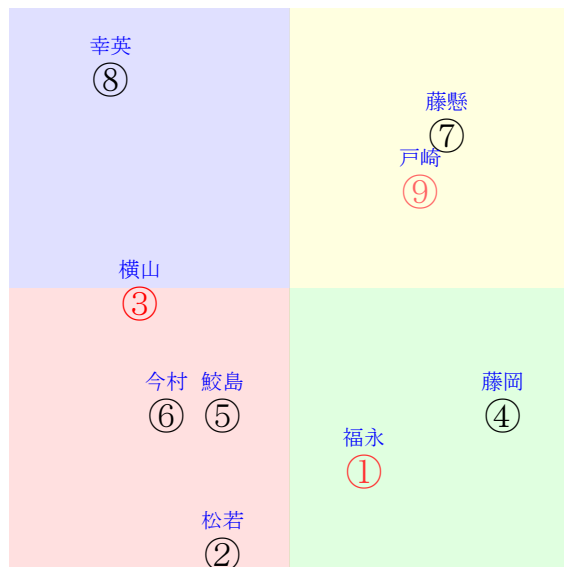 幸英
⑧
藤懸
⑦
戸崎
⑨
横山
③
今村 鮫島
⑥ ⑤
藤岡
④
福永
①
松若
②